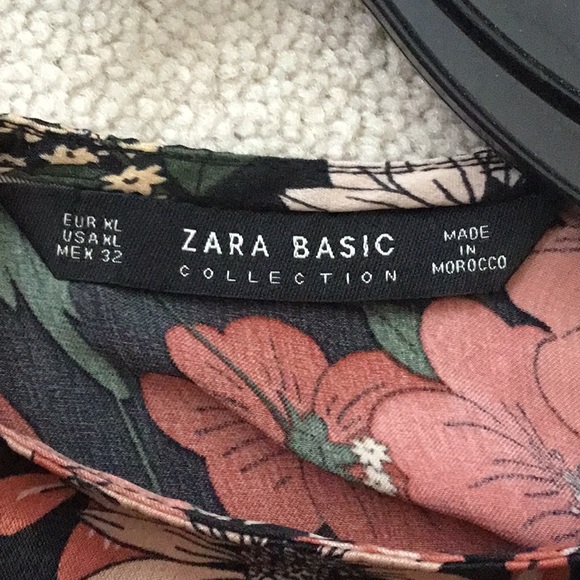 EUR XL
USA XL
MEX 32
ZARA BASIC
COLLECTION
MADE
IN
MOROCCO